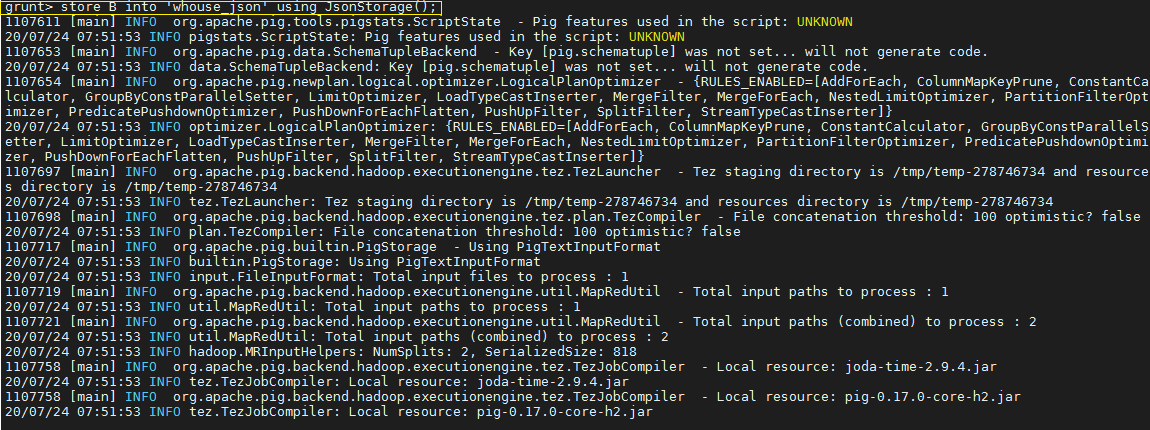 grunt> store B into 'whouse_json' using JsonStorage();
1107611 [main] INFO  org.apache.pig.tools.pigstats.ScriptState  - Pig features used in the script: UNKNOWN
20/07/24 07:51:53 INFO pigstats.ScriptState: Pig features used in the script: UNKNOWN
1107653 [main] INFO  org.apache.pig.data.SchemaTupleBackend  - Key [pig.schematuple] was not set... will not generate code.
20/07/24 07:51:53 INFO data.SchemaTupleBackend: Key [pig.schematuple] was not set... will not generate code.
1107654 [main] INFO  org.apache.pig.newplan.logical.optimizer.LogicalPlanOptimizer  - {RULES_ENABLED=[AddForEach, ColumnMapKeyPrune, ConstantCa
lculator, GroupByConstParallelSetter, LimitOptimizer, LoadTypeCastInserter, MergeFilter, MergeForEach, NestedLimitOptimizer, PartitionFilterOpt
imizer, PredicatePushdownOptimizer, PushDownForEachFlatten, PushUpFilter, SplitFilter, StreamTypeCastInserter]}
20/07/24 07:51:53 INFO optimizer.LogicalPlanOptimizer: {RULES_ENABLED=[AddForEach, ColumnMapKeyPrune, ConstantCalculator, GroupByConstParallelS
etter, LimitOptimizer, LoadTypeCastInserter, MergeFilter, MergeForEach, NestedLimitOptimizer, PartitionFilterOptimizer, PredicatePushdownOptimi
zer, PushDownForEachFlatten, PushUpFilter, SplitFilter, StreamTypeCastInserter]}
1107697 [main] INFO  org.apache.pig.backend.hadoop.executionengine.tez.TezLauncher  - Tez staging directory is /tmp/temp-278746734 and resource
s directory is /tmp/temp-278746734
20/07/24 07:51:53 INFO tez.TezLauncher: Tez staging directory is /tmp/temp-278746734 and resources directory is /tmp/temp-278746734
1107698 [main] INFO  org.apache.pig.backend.hadoop.executionengine.tez.plan.TezCompiler  - File concatenation threshold: 100 optimistic? false
20/07/24 07:51:53 INFO plan.TezCompiler: File concatenation threshold: 100 optimistic? false
1107717 [main] INFO  org.apache.pig.builtin.PigStorage  - Using PigTextInputFormat
20/07/24 07:51:53 INFO builtin.PigStorage: Using PigTextInputFormat
20/07/24 07:51:53 INFO input.FileInputFormat: Total input files to process : 1
1107719 [main] INFO  org.apache.pig.backend.hadoop.executionengine.util.MapRedUtil  - Total input paths to process : 1
20/07/24 07:51:53 INFO util.MapRedUtil: Total input paths to process : 1
1107721 [main] INFO  org.apache.pig.backend.hadoop.executionengine.util.MapRedUtil  - Total input paths (combined) to process : 2
20/07/24 07:51:53 INFO util.MapRedUtil: Total input paths (combined) to process : 2
20/07/24 07:51:53 INFO hadoop.MRInputHelpers: NumSplits: 2, SerializedSize: 818
1107758 [main] INFO  org.apache.pig.backend.hadoop.executionengine.tez.TezJobCompiler  - Local resource: joda-time-2.9.4.jar
20/07/24 07:51:53 INFO tez.TezJobCompiler: Local resource: joda-time-2.9.4.jar
1107758 [main] INFO  org.apache.pig.backend.hadoop.executionengine.tez.TezJobCompiler  - Local resource: pig-0.17.0-core-h2.jar
20/07/24 07:51:53 INFO tez.TezJobCompiler: Local resource: pig-0.17.0-core-h2.jar